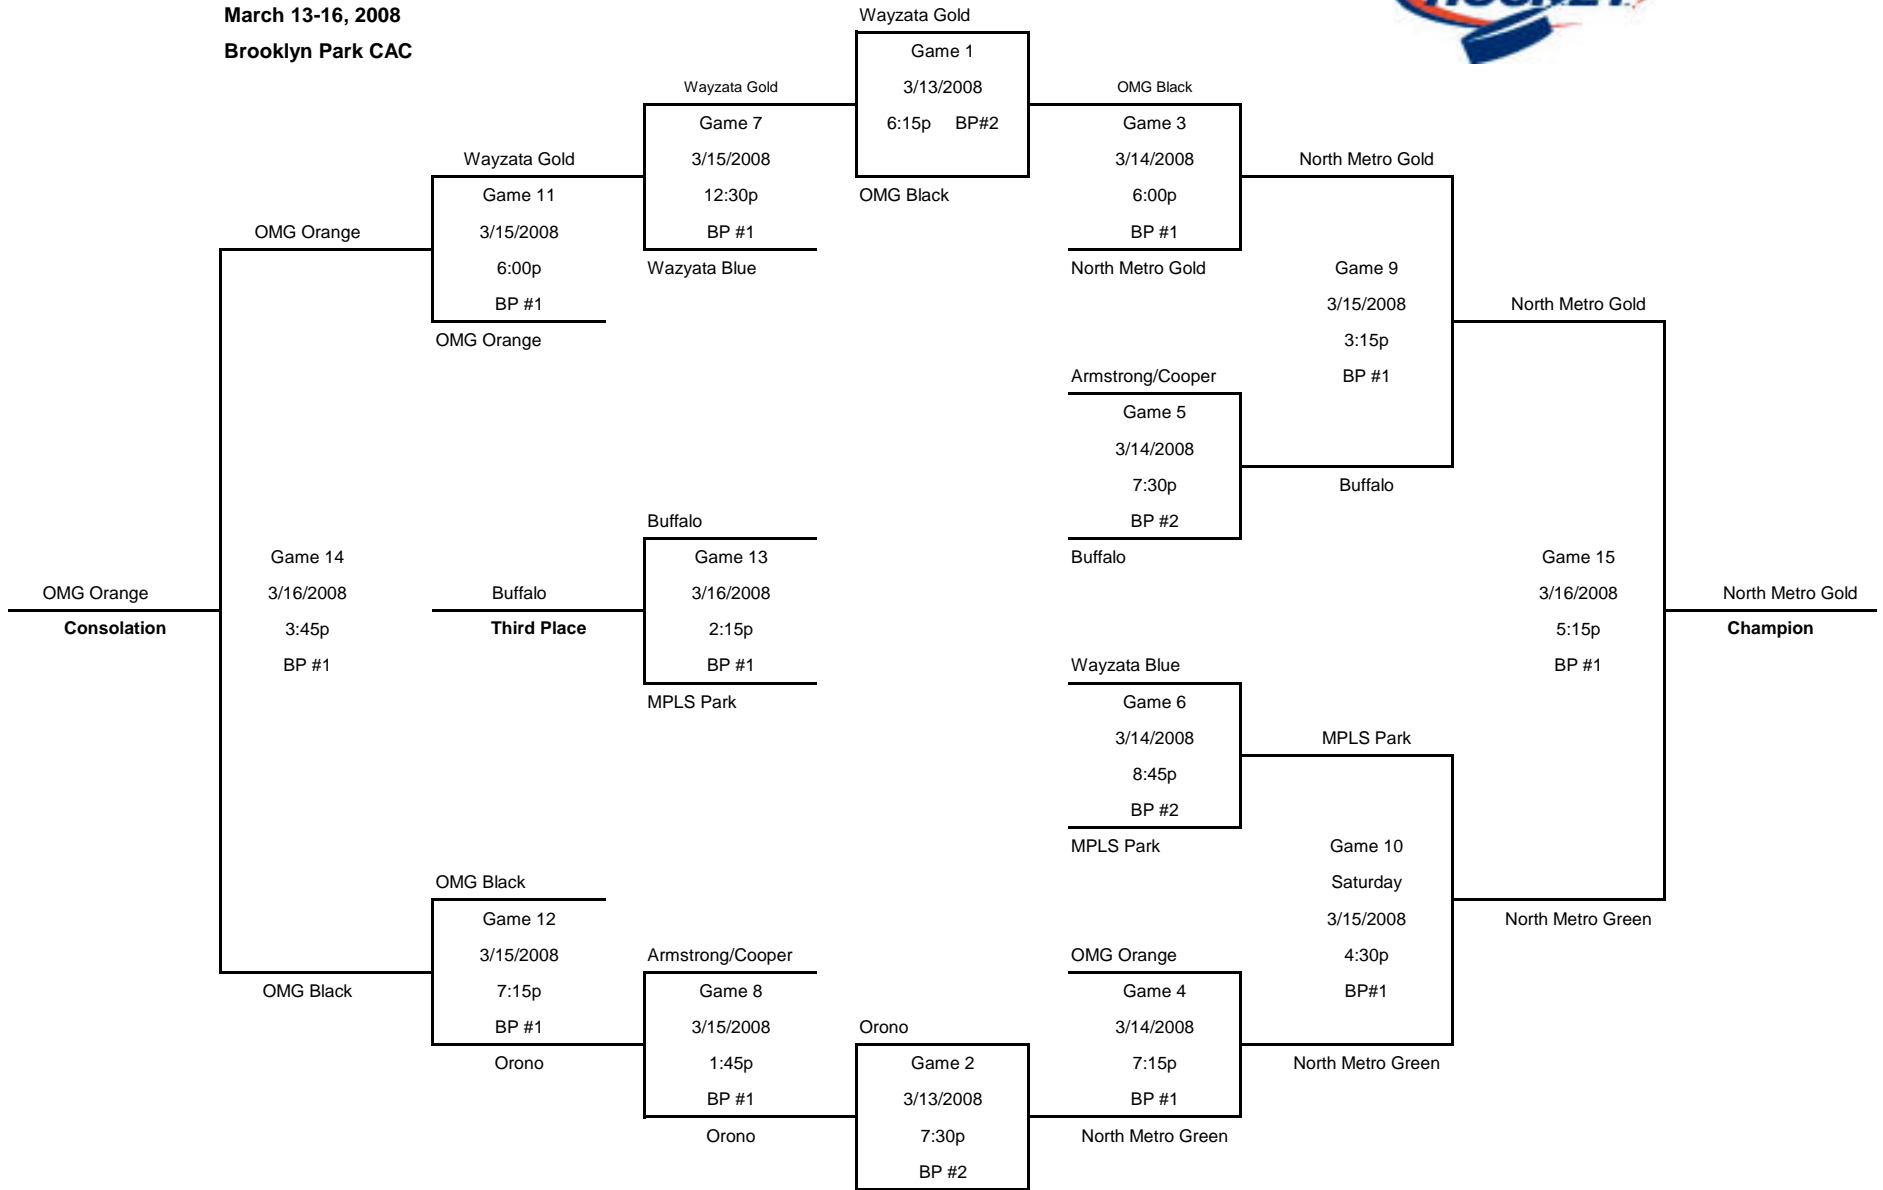 March 13-16, 2008
Brooklyn Park CAC
Wayzata Gold
Game 1
3/13/2008
6:15p BP#2
OMG Black
Wayzata Gold
Game 7
3/15/2008
12:30p
BP #1
Wazyata Blue
OMG Black
Game 3
3/14/2008
6:00p
BP #1
North Metro Gold
Wayzata Gold
Game 11
3/15/2008
6:00p
BP #1
OMG Orange
North Metro Gold
Game 9
3/15/2008
3:15p
BP #1
Buffalo
OMG Orange
North Metro Gold
Armstrong/Cooper
Game 5
3/14/2008
7:30p
BP #2
Buffalo
Buffalo
Game 13
3/16/2008
2:15p
BP #1
MPLS Park
Buffalo
Third Place
Game 14
3/16/2008
3:45p
BP #1
OMG Orange
Consolation
Game 15
3/16/2008
5:15p
BP #1
North Metro Gold
Champion
Wayzata Blue
Game 6
3/14/2008
8:45p
BP #2
MPLS Park
MPLS Park
Game 10
Saturday
3/15/2008
4:30p
BP#1
North Metro Green
North Metro Green
OMG Black
Game 12
3/15/2008
7:15p
BP #1
Orono
OMG Black
Armstrong/Cooper
Game 8
3/15/2008
1:45p
BP #1
Orono
Orono
Game 2
3/13/2008
7:30p
BP #2
OMG Orange
Game 4
3/14/2008
7:15p
BP #1
North Metro Green